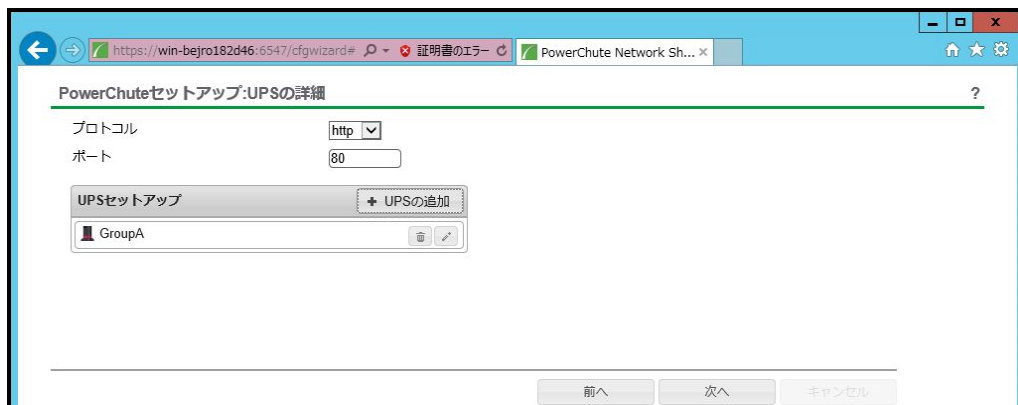 https://win-bejro182d46:6547/cfgwizard# 証明書のエラー PowerChute Network Sh...
PowerChuteセットアップ:UPSの詳細 ?
プロトコル http
ポート 80
UPSセットアップ + UPSの追加
GroupA
前へ 次へ キャンセル